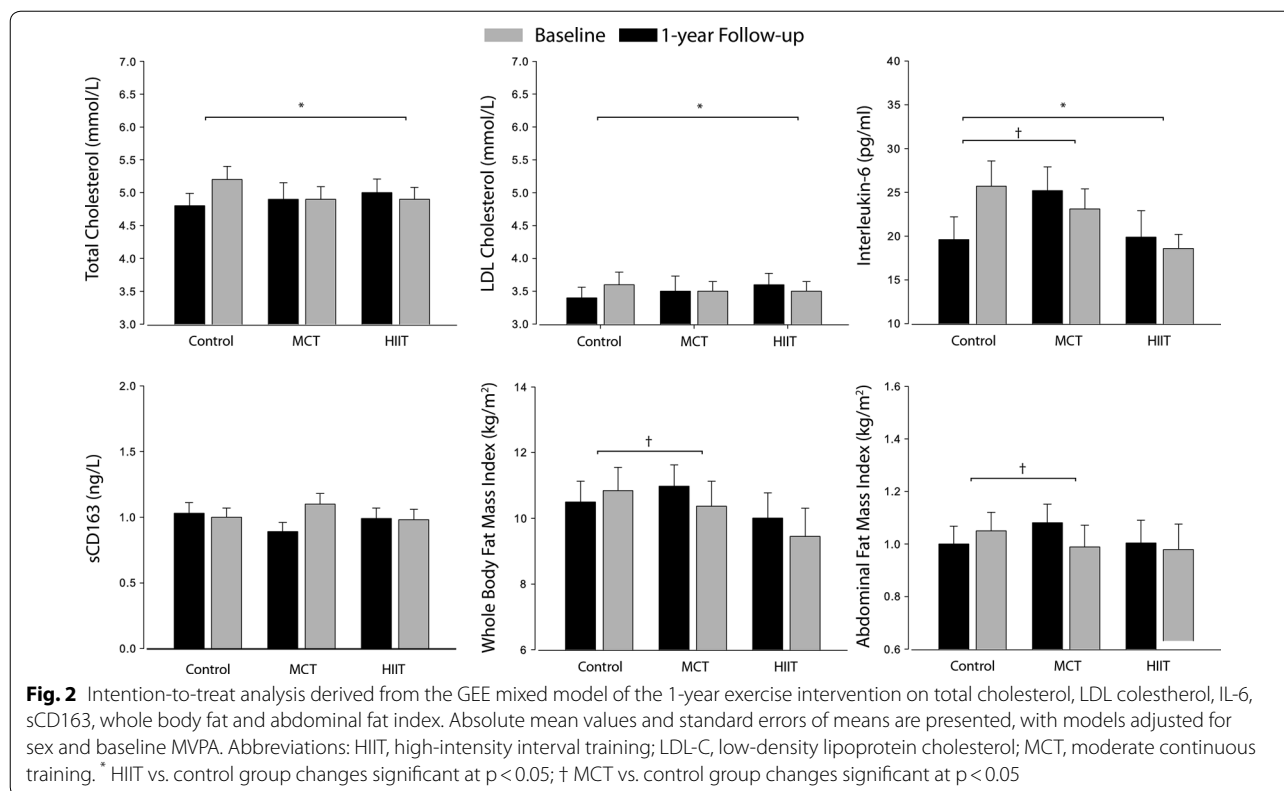 Baseline 1-year Follow-up
Total Cholesterol (mmol/L)
7.0
6.5
6.0
5.5
5.0
4.5
4.0
3.5
3.0
*
Control MCT HIIT
LDL Cholesterol (mmol/L)
7.0
6.5
6.0
5.5
5.0
4.5
4.0
3.5
3.0
*
Control MCT HIIT
Interleukin-6 (pg/ml)
40
35
30
25
20
15
10
*
†
Control MCT HIIT
sCD163 (ng/L)
2.0
1.5
1.0
0.5
0.0
Control MCT HIIT
Whole Body Fat Mass Index (kg/m²)
14
12
10
8
6
†
Control MCT HIIT
Abdominal Fat Mass Index (kg/m²)
1.6
1.4
1.2
1.0
0.8
0.6
†
Control MCT HIIT
Fig. 2 Intention-to-treat analysis derived from the GEE mixed model of the 1-year exercise intervention on total cholesterol, LDL colestherol, IL-6,
sCD163, whole body fat and abdominal fat index. Absolute mean values and standard errors of means are presented, with models adjusted for
sex and baseline MVPA. Abbreviations: HIIT, high-intensity interval training; LDL-C, low-density lipoprotein cholesterol; MCT, moderate continuous
training. * HIIT vs. control group changes significant at p < 0.05; † MCT vs. control group changes significant at p < 0.05